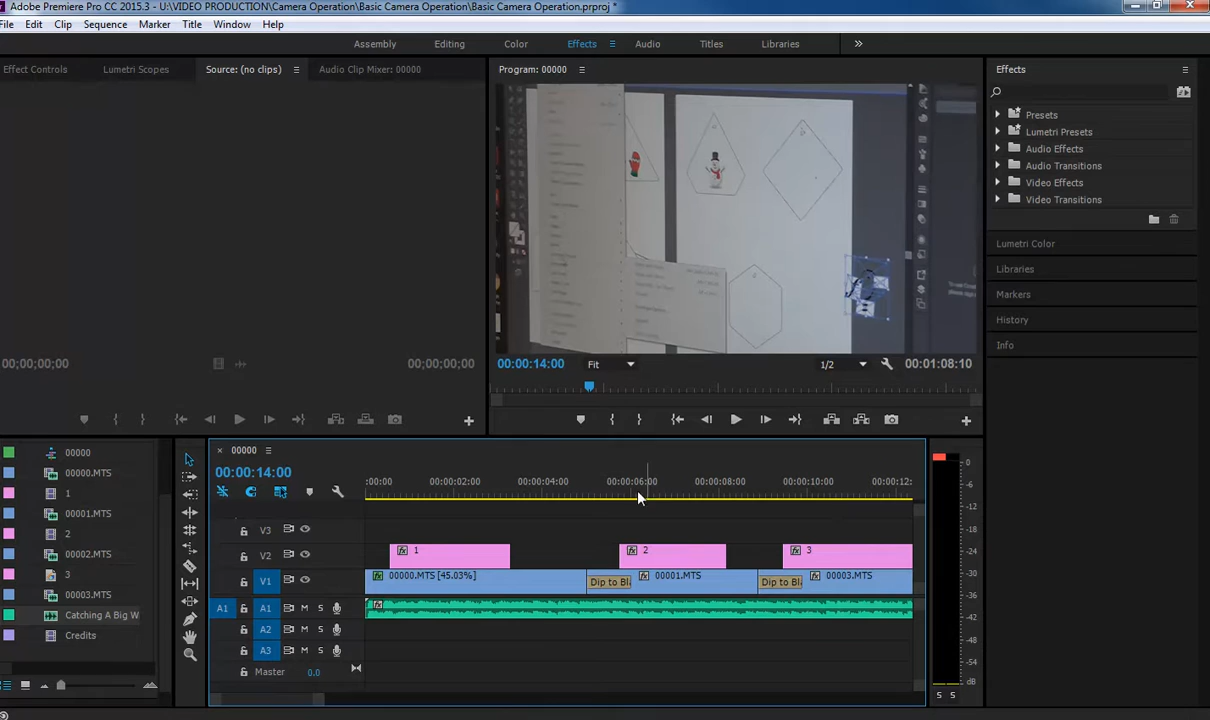 Adobe Premiere Pro CC 2015.3 - U:\VIDEO PRODUCTION\Camera Operation\Basic Camera Operation\Basic Camera Operation.prproj *
File Edit Clip Sequence Marker Title Window Help
Assembly Editing Color Effects Audio Titles Libraries
Effect Controls Lumetri Scopes Source: (no clips) Audio Clip Mixer: 00000
Program: 00000
Effects
Presets
Lumetri Presets
Audio Effects
Audio Transitions
Video Effects
Video Transitions
Lumetri Color
Libraries
Markers
History
Info
00;00;00;00 00;00;00;00
00:00:14:00 Fit 1/2 00:01:08:10
00000
00000.MTS
1
00001.MTS
2
00002.MTS
3
00003.MTS
Catching A Big W
Credits
00000
00:00:14:00
:00:00 00:00:02:00 00:00:04:00 00:00:06:00 00:00:08:00 00:00:10:00 00:00:12:
V3
V2 fx 1 fx 2 fx 3
V1 fx 00000.MTS [45.03%] Dip to Bl fx 00001.MTS Dip to Bl fx 00003.MTS
A1 A1 M S fx
A2 M S
A3 M S
Master 0.0
0
-6
-12
-18
-24
-30
-36
-42
-48
-54
dB
S S